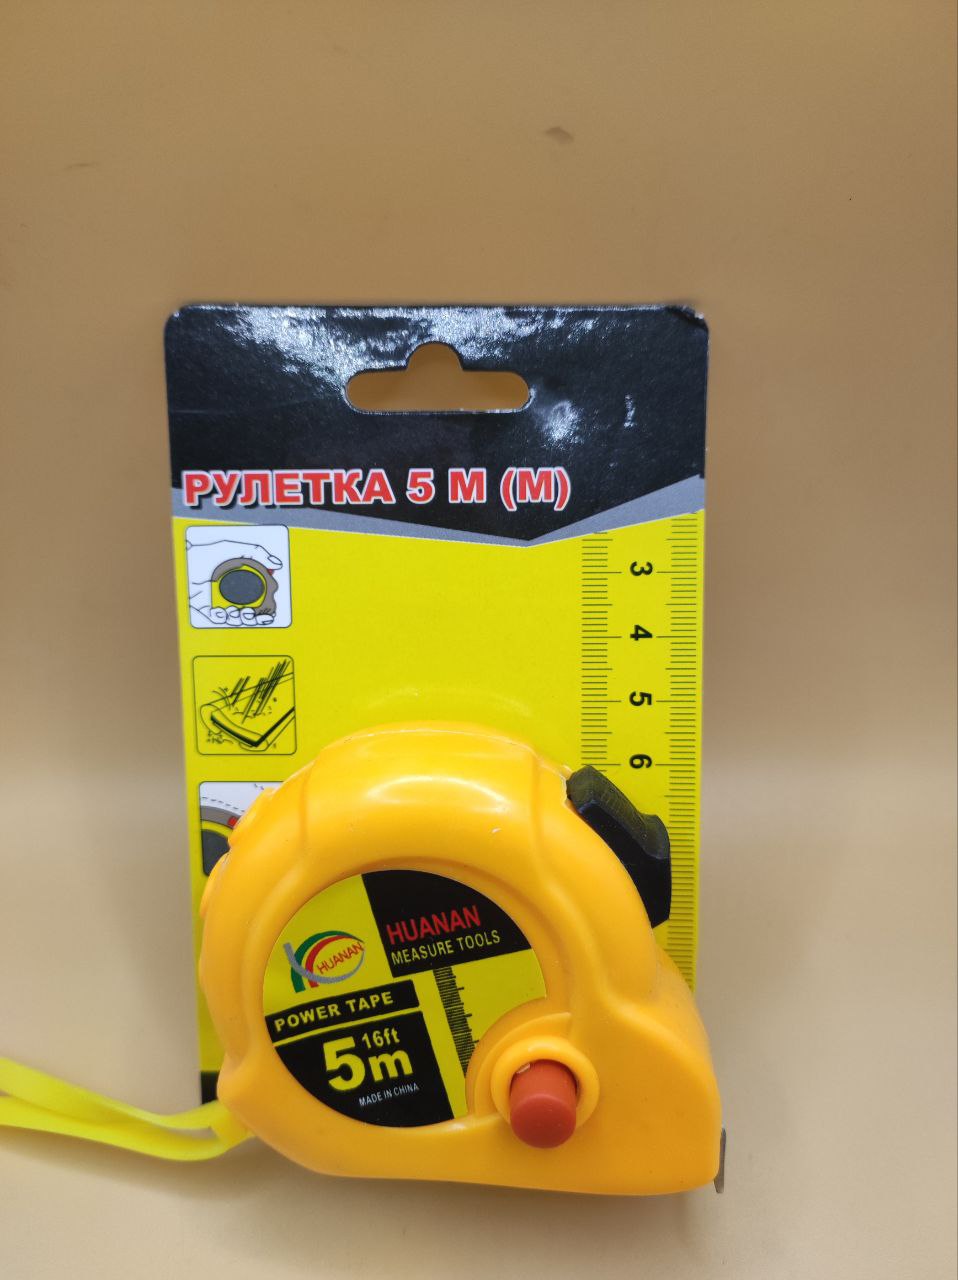 РУЛЕТКА 5 М (М)
3
4
5
6
HUANAN
MEASURE TOOLS
HUANAN
POWER TAPE
16ft
5m
MADE IN CHINA